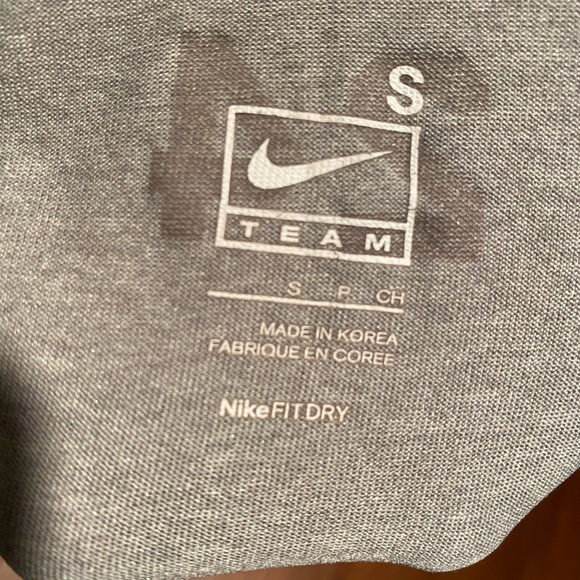 S
TEAM
S P CH
MADE IN KOREA
FABRIQUE EN COREE
NikeFIT.DRY